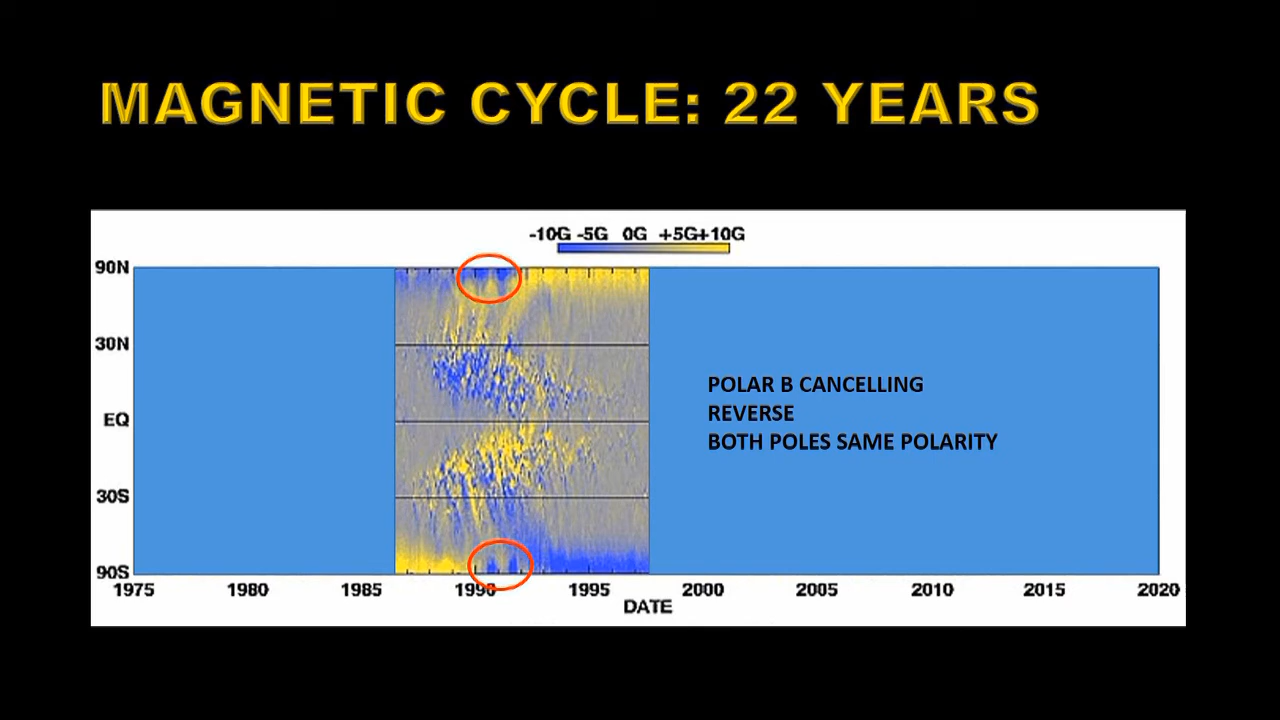 MAGNETIC CYCLE: 22 YEARS
-10G -5G 0G +5G+10G
90N
30N
EQ
30S
90S
POLAR B CANCELLING
REVERSE
BOTH POLES SAME POLARITY
1975 1980 1985 1990 1995 2000 2005 2010 2015 2020
DATE